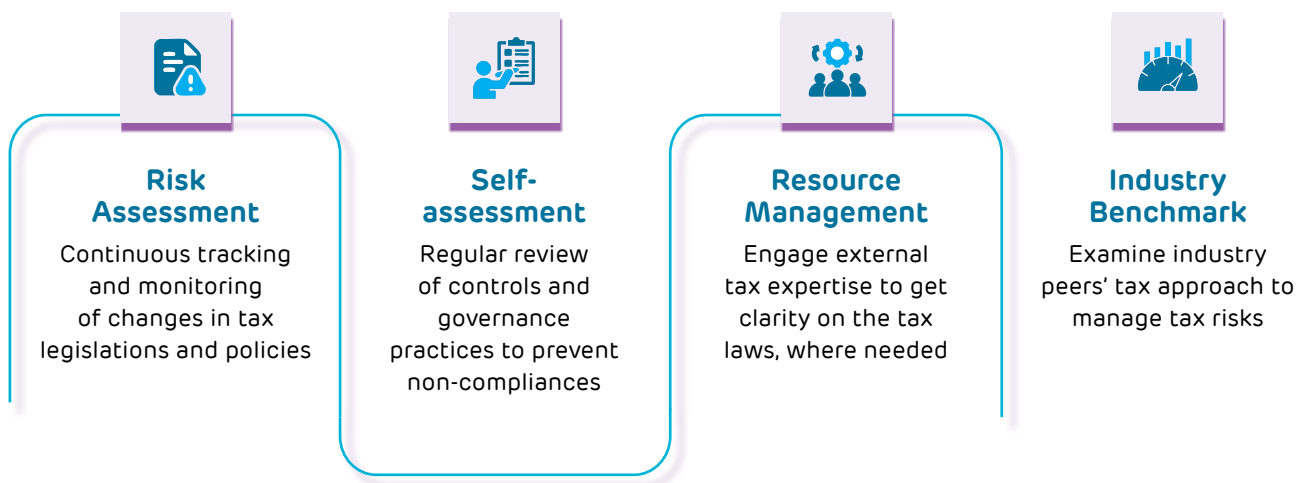 Risk
Assessment
Continuous tracking
and monitoring
of changes in tax
legislations and policies
Self-
assessment
Regular review
of controls and
governance
practices to prevent
non-compliances
Resource
Management
Engage external
tax expertise to get
clarity on the tax
laws, where needed
Industry
Benchmark
Examine industry
peers’ tax approach to
manage tax risks